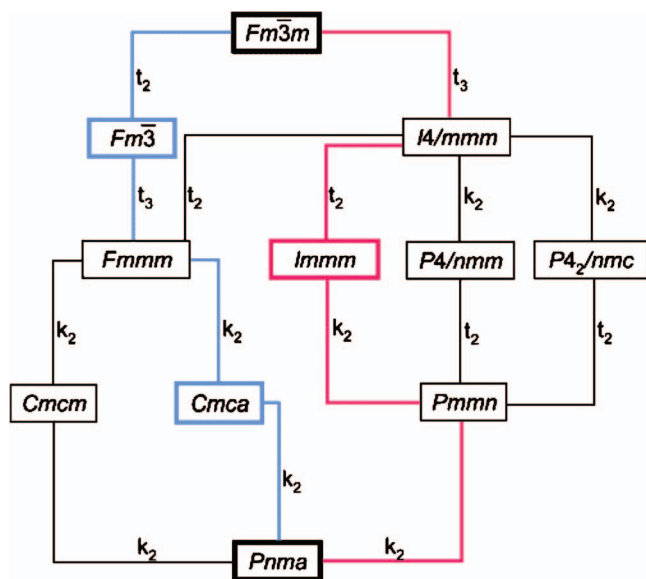 Fm3̅m
t₂ t₃
Fm3̅ I4/mmm
t₃ t₂ t₂ k₂ k₂
Fmmm Immm P4/nmm P4₂/nmc
k₂ k₂ k₂ t₂ t₂
Cmcm Cmca Pmmn
k₂
k₂ Pnma k₂